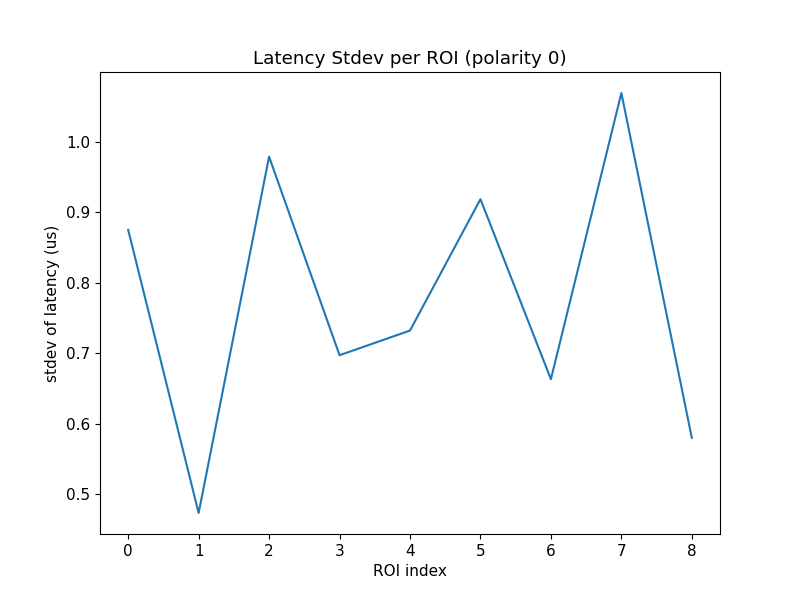 Latency Stdev per ROI (polarity 0)
stdev of latency (us)
1.0
0.9
0.8
0.7
0.6
0.5
0 1 2 3 4 5 6 7 8
ROI index